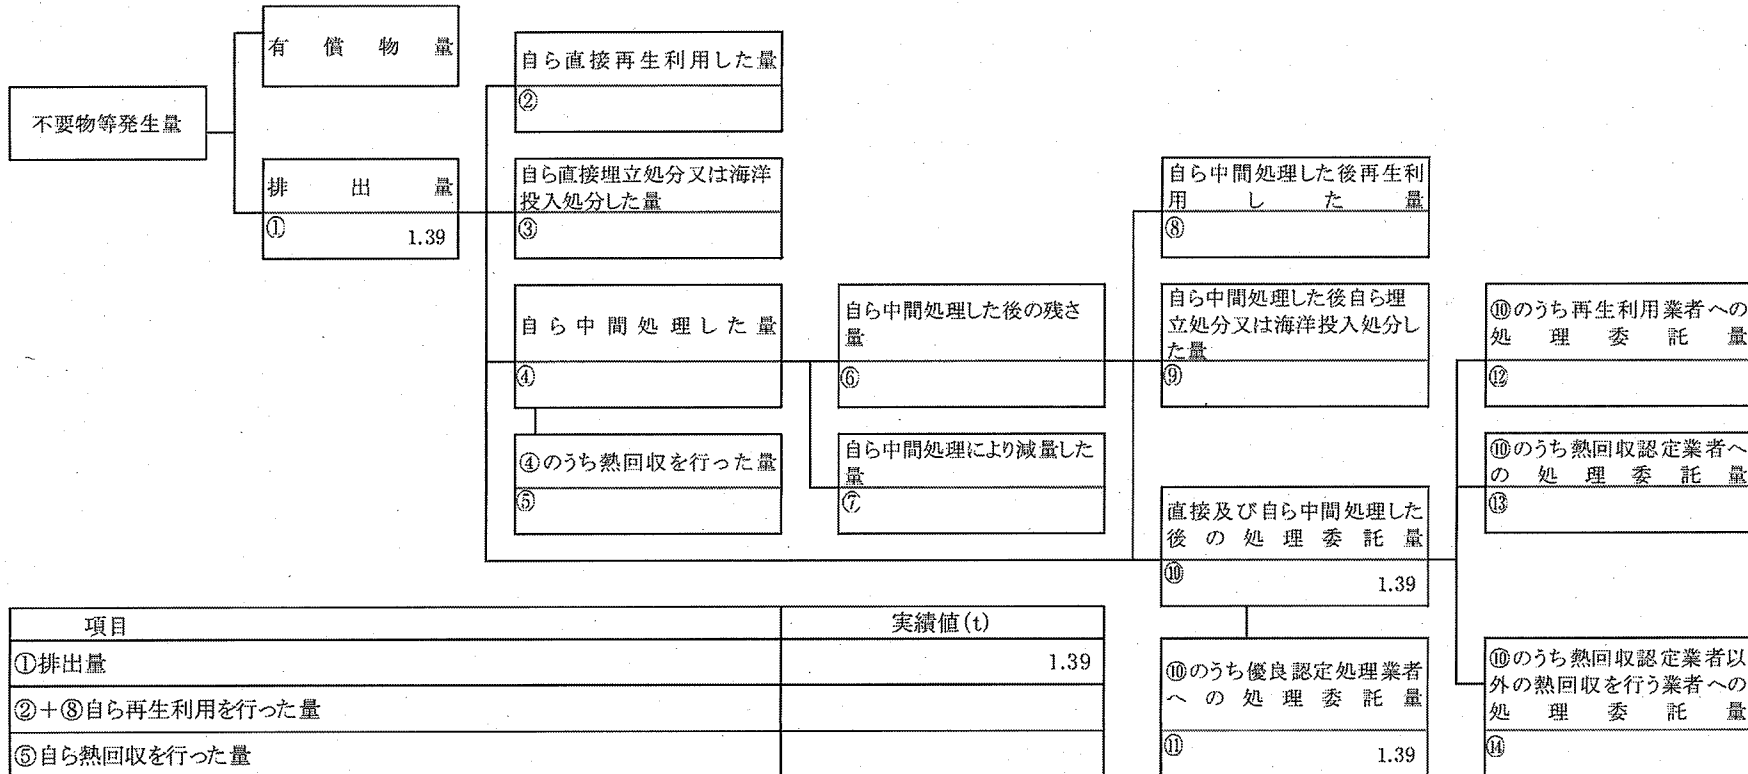 有償物量
不要物等発生量
排出量
① 1.39
自ら直接再生利用した量
②
自ら直接埋立処分又は海洋
投入処分した量
③
自ら中間処理した量
④
④のうち熱回収を行った量
⑤
自ら中間処理した後の残さ
量
⑥
自ら中間処理により減量した
量
⑦
自ら中間処理した後再生利
用した量
⑧
自ら中間処理した後自ら埋
立処分又は海洋投入処分し
た量
⑨
直接及び自ら中間処理した
後の処理委託量
⑩ 1.39
⑩のうち優良認定処理業者
への処理委託量
⑪ 1.39
⑩のうち再生利用業者への
処理委託量
⑫
⑩のうち熱回収認定業者へ
の処理委託量
⑬
⑩のうち熱回収認定業者以
外の熱回収を行う業者への
処理委託量
⑭
項目 実績値(t)
①排出量 1.39
②+⑧自ら再生利用を行った量
⑤自ら熱回収を行った量